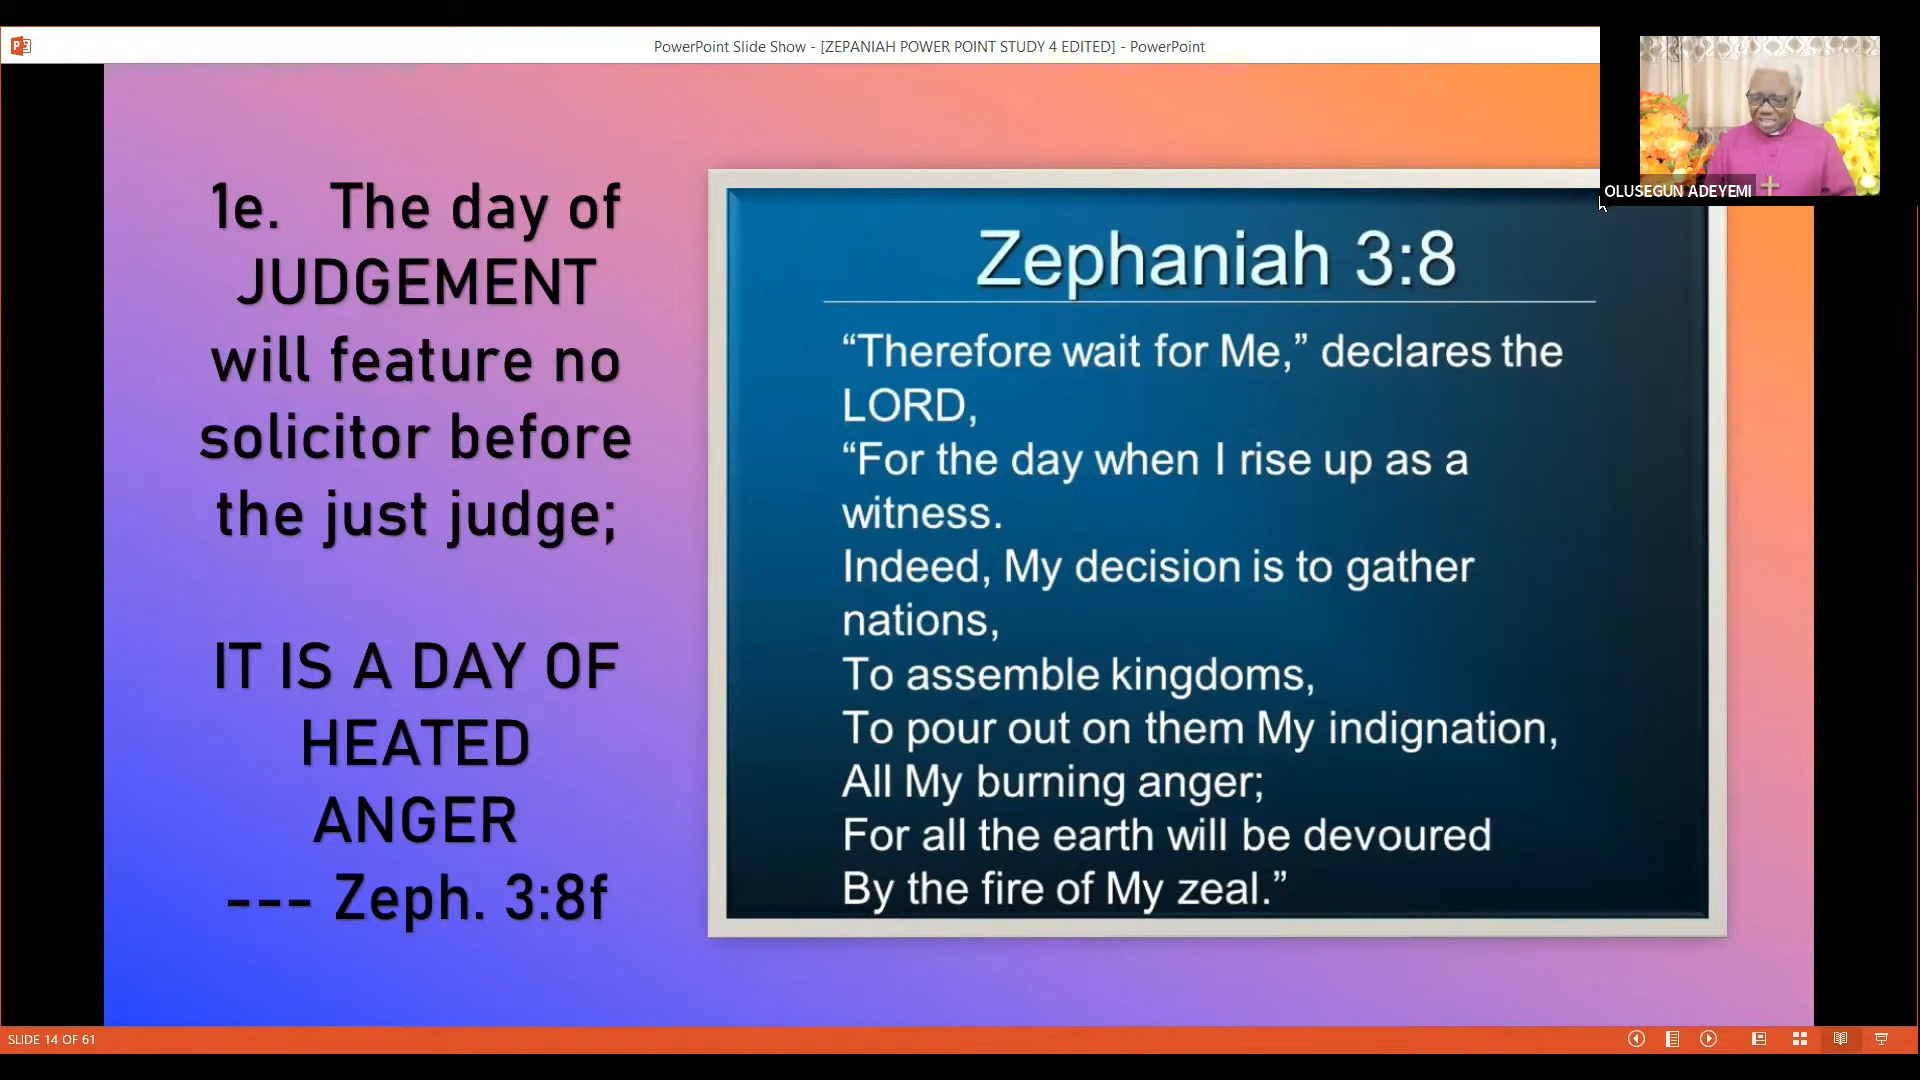 PowerPoint Slide Show - [ZEPANIAH POWER POINT STUDY 4 EDITED] - PowerPoint
OLUSEGUN ADEYEMI
1e. The day of
JUDGEMENT
will feature no
solicitor before
the just judge;
IT IS A DAY OF
HEATED
ANGER
--- Zeph. 3:8f
Zephaniah 3:8
“Therefore wait for Me,” declares the
LORD,
“For the day when I rise up as a
witness.
Indeed, My decision is to gather
nations,
To assemble kingdoms,
To pour out on them My indignation,
All My burning anger;
For all the earth will be devoured
By the fire of My zeal.”
SLIDE 14 OF 61